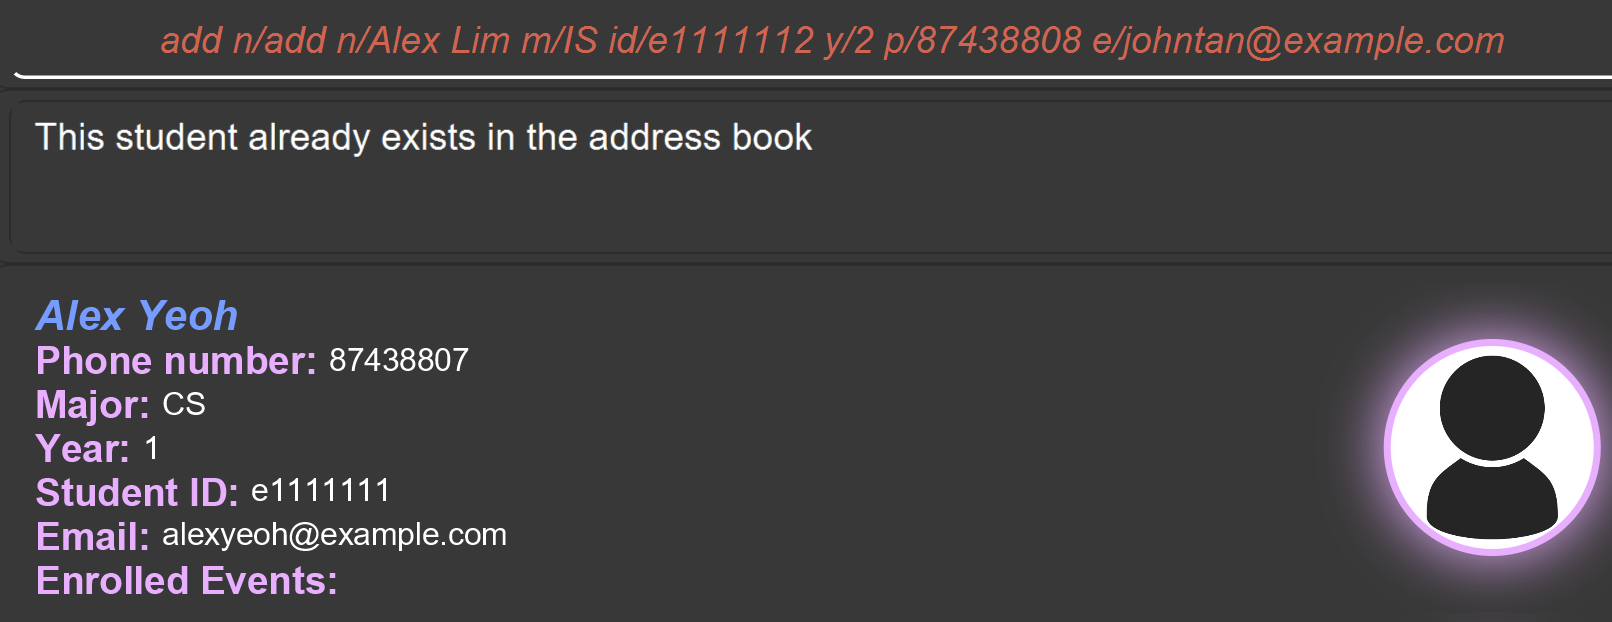 add n/add n/Alex Lim m/IS id/e1111112 y/2 p/87438808 e/johntan@example.com
This student already exists in the address book
Alex Yeoh
Phone number: 87438807
Major: CS
Year: 1
Student ID: e1111111
Email: alexyeoh@example.com
Enrolled Events: